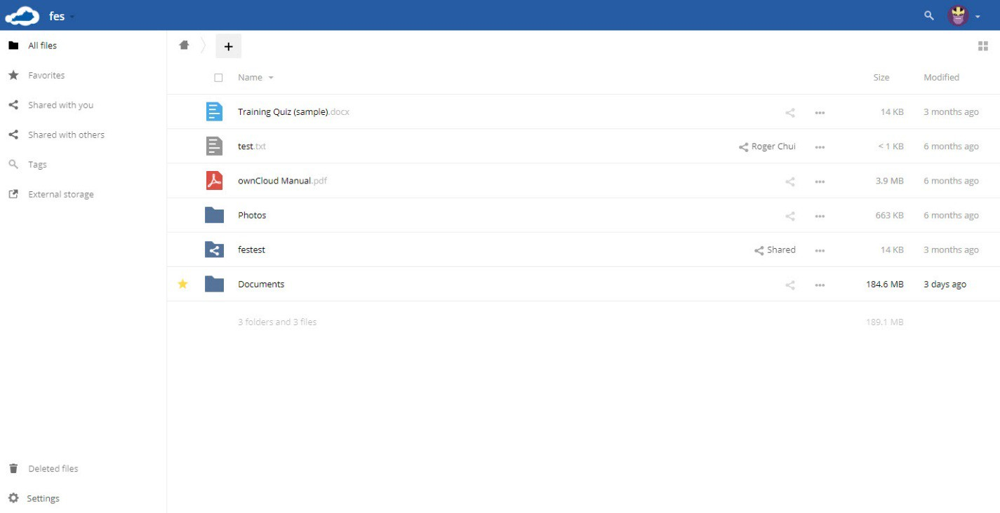 fes
All files
Favorites
Shared with you
Shared with others
Tags
External storage
Deleted files
Settings
+
Name Size Modified
Training Quiz (sample).docx 14 KB 3 months ago
test.txt Roger Chui < 1 KB 6 months ago
ownCloud Manual.pdf 3.9 MB 6 months ago
Photos 663 KB 6 months ago
festest Shared 14 KB 3 months ago
Documents 184.6 MB 3 days ago
3 folders and 3 files 189.1 MB